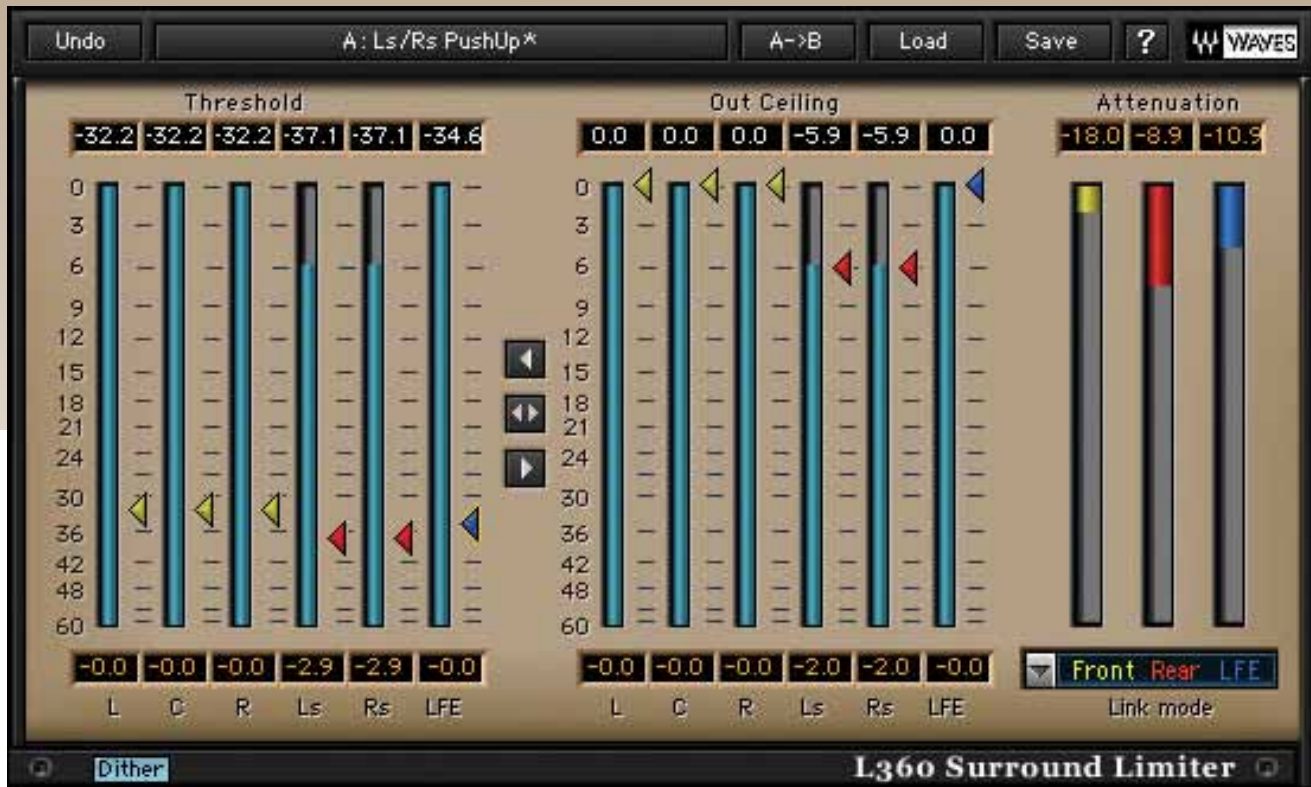 Undo A: Ls/Rs PushUp* A->B Load Save ? WAVES
Threshold Out Ceiling Attenuation
-32.2 -32.2 -32.2 -37.1 -37.1 -34.6 0.0 0.0 0.0 -5.9 -5.9 0.0 -18.0 -8.9 -10.9
0 0
3 3
6 6
9 9
12 12
15 15
18 18
21 21
24 24
30 30
36 36
42 42
48 48
60 60
-0.0 -0.0 -0.0 -2.9 -2.9 -0.0 -0.0 -0.0 -0.0 -2.0 -2.0 -0.0 Front Rear LFE
L C R Ls Rs LFE L C R Ls Rs LFE Link mode
Dither L360 Surround Limiter